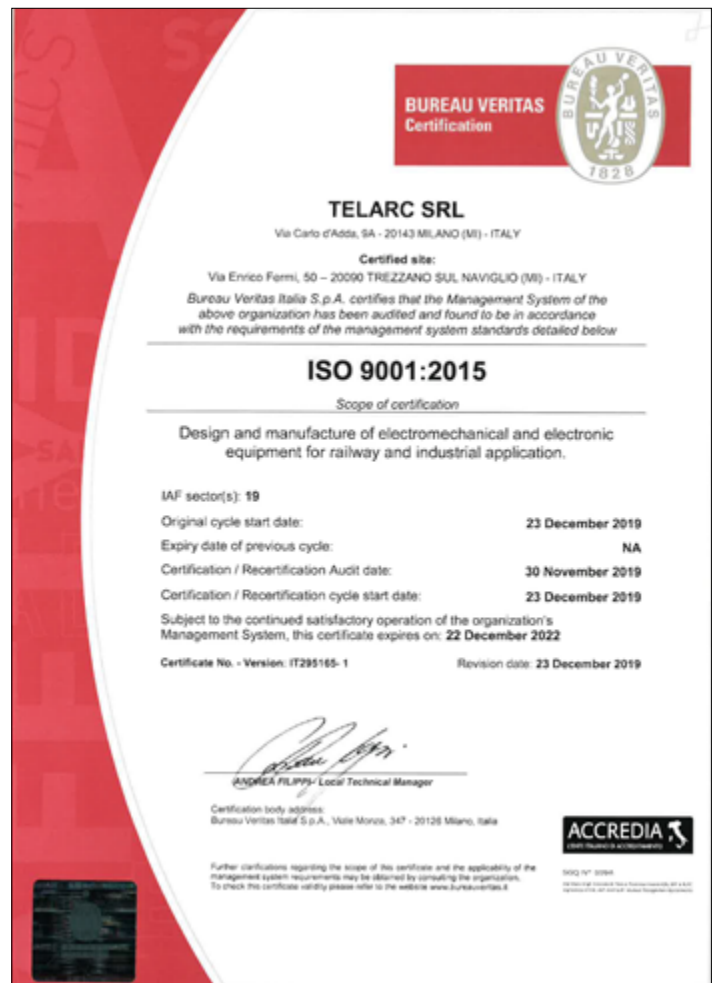 BUREAU VERITAS
Certification
BUREAU VERITAS
1828
TELARC SRL
Via Carlo d'Adda, 9A - 20143 MILANO (MI) - ITALY
Certified site:
Via Enrico Fermi, 50 – 20090 TREZZANO SUL NAVIGLIO (MI) - ITALY
Bureau Veritas Italia S.p.A. certifies that the Management System of the
above organization has been audited and found to be in accordance
with the requirements of the management system standards detailed below
ISO 9001:2015
Scope of certification
Design and manufacture of electromechanical and electronic
equipment for railway and industrial application.
IAF sector(s): 19
Original cycle start date: 23 December 2019
Expiry date of previous cycle: NA
Certification / Recertification Audit date: 30 November 2019
Certification / Recertification cycle start date: 23 December 2019
Subject to the continued satisfactory operation of the organization's
Management System, this certificate expires on: 22 December 2022
Certificate No. - Version: IT295165- 1 Revision date: 23 December 2019
ANDREA FILIPPI- Local Technical Manager
Certification body address:
Bureau Veritas Italia S.p.A., Viale Monza, 347 - 20126 Milano, Italia
Further clarifications regarding the scope of this certificate and the applicability of the
management system requirements may be obtained by consulting the organization.
To check this certificate validity please refer to the website www.bureauveritas.it
ACCREDIA
L'ENTE ITALIANO DI ACCREDITAMENTO
SGQ N°